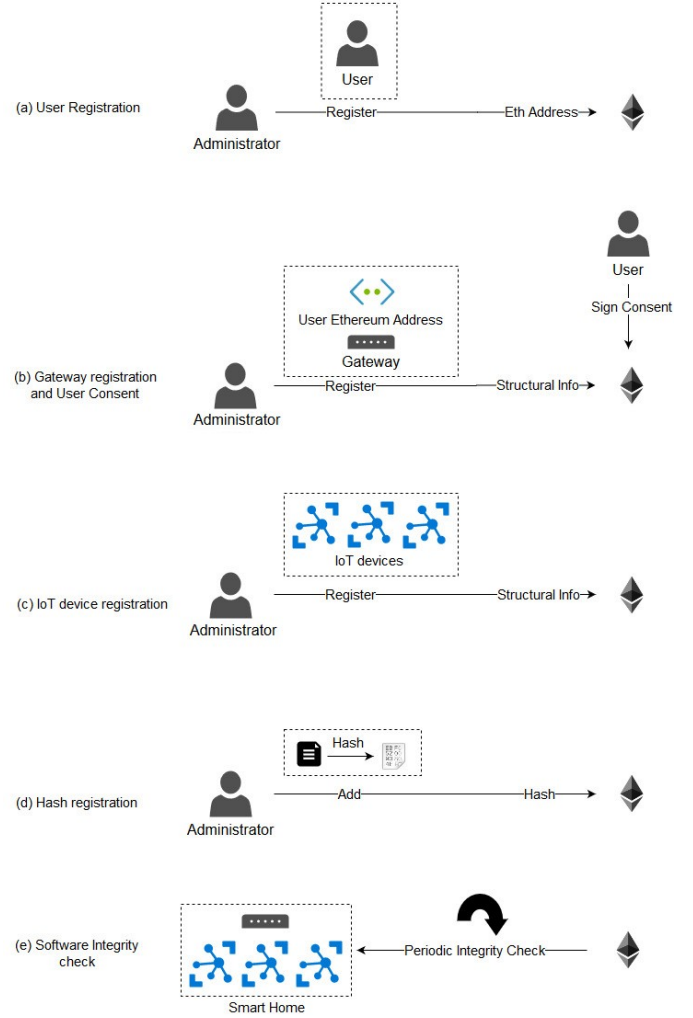 User
(a) User Registration
Register
Eth Address
Administrator
User
Sign Consent
User Ethereum Address
Gateway
(b) Gateway registration
and User Consent
Register
Structural Info
Administrator
IoT devices
(c) IoT device registration
Register
Structural Info
Administrator
Hash
(d) Hash registration
Add
Hash
Administrator
(e) Software Integrity
check
Periodic Integrity Check
Smart Home